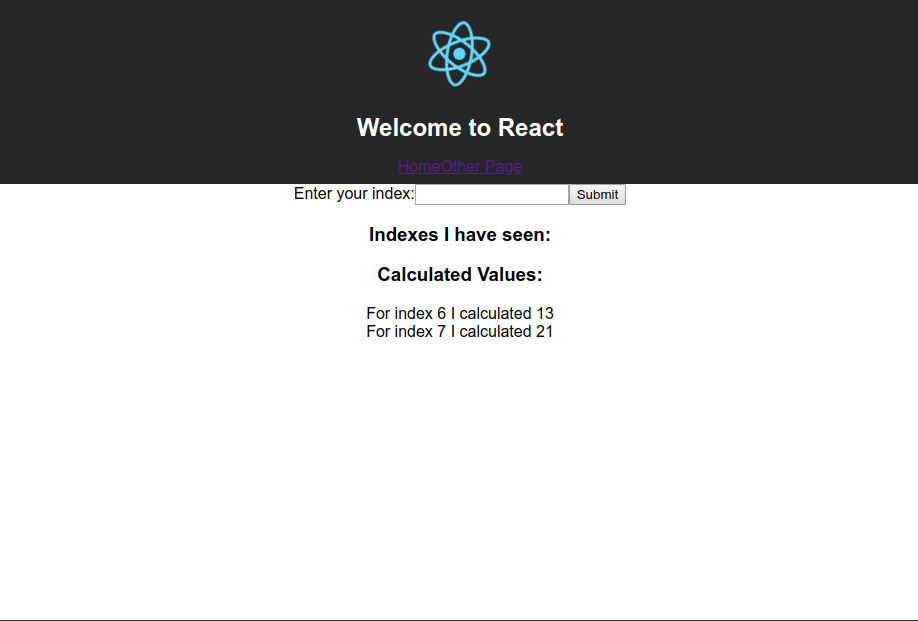 Welcome to React
HomeOther Page
Enter your index: Submit
Indexes I have seen:
Calculated Values:
For index 6 I calculated 13
For index 7 I calculated 21